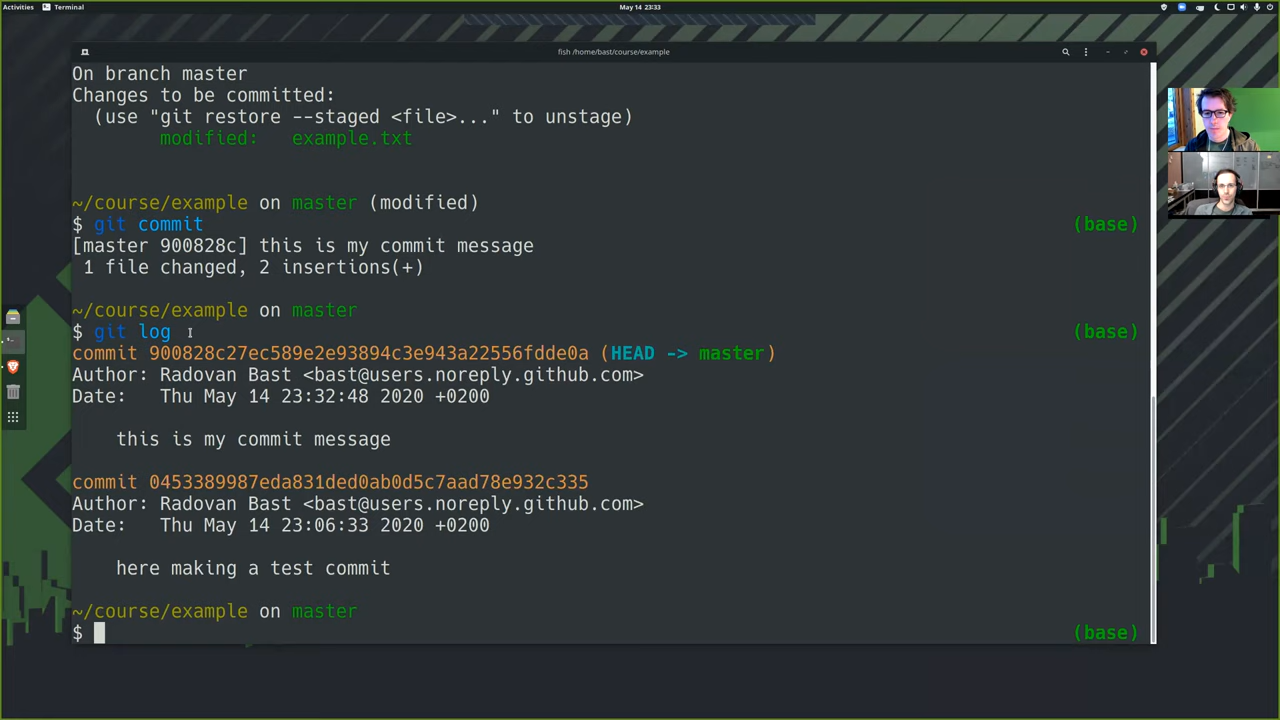 Activities
Terminal
May 14 23:33
fish /home/bast/course/example
On branch master
Changes to be committed:
(use "git restore --staged <file>..." to unstage)
modified: example.txt
~/course/example on master (modified)
$ git commit (base)
[master 900828c] this is my commit message
1 file changed, 2 insertions(+)
~/course/example on master
$ git log (base)
commit 900828c27ec589e2e93894c3e943a22556fdde0a (HEAD -> master)
Author: Radovan Bast <bast@users.noreply.github.com>
Date: Thu May 14 23:32:48 2020 +0200
this is my commit message
commit 0453389987eda831ded0ab0d5c7aad78e932c335
Author: Radovan Bast <bast@users.noreply.github.com>
Date: Thu May 14 23:06:33 2020 +0200
here making a test commit
~/course/example on master
$ (base)